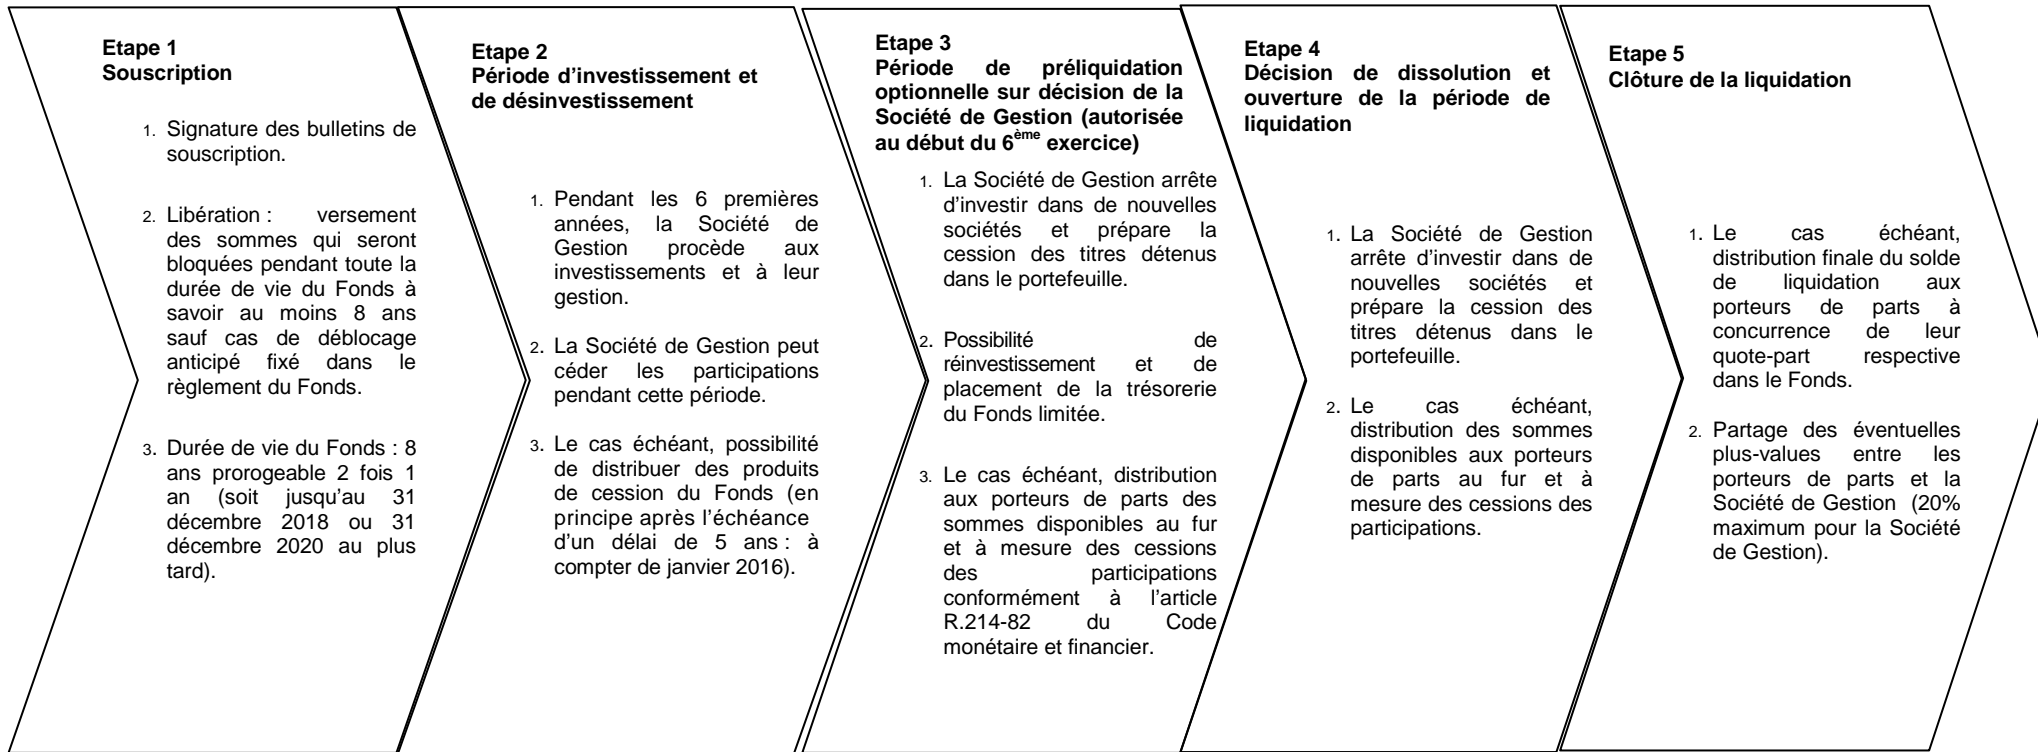 Etape 1
Souscription
1. Signature des bulletins de
souscription.
2. Libération : versement
des sommes qui seront
bloquées pendant toute la
durée de vie du Fonds à
savoir au moins 8 ans
sauf cas de déblocage
anticipé fixé dans le
règlement du Fonds.
3. Durée de vie du Fonds : 8
ans prorogeable 2 fois 1
an (soit jusqu'au 31
décembre 2018 ou 31
décembre 2020 au plus
tard).
Etape 2
Période d'investissement et
de désinvestissement
1. Pendant les 6 premières
années, la Société de
Gestion procède aux
investissements et à leur
gestion.
2. La Société de Gestion peut
céder les participations
pendant cette période.
3. Le cas échéant, possibilité
de distribuer des produits
de cession du Fonds (en
principe après l'échéance
d'un délai de 5 ans : à
compter de janvier 2016).
Etape 3
Période de préliquidation
optionnelle sur décision de la
Société de Gestion (autorisée
au début du 6ème exercice)
1. La Société de Gestion arrête
d'investir dans de nouvelles
sociétés et prépare la
cession des titres détenus
dans le portefeuille.
2. Possibilité de
réinvestissement et de
placement de la trésorerie
du Fonds limitée.
3. Le cas échéant, distribution
aux porteurs de parts des
sommes disponibles au fur
et à mesure des cessions
des participations
conformément à l'article
R.214-82 du Code
monétaire et financier.
Etape 4
Décision de dissolution et
ouverture de la période de
liquidation
1. La Société de Gestion
arrête d'investir dans de
nouvelles sociétés et
prépare la cession des
titres détenus dans le
portefeuille.
2. Le cas échéant,
distribution des sommes
disponibles aux porteurs
de parts au fur et à
mesure des cessions des
participations.
Etape 5
Clôture de la liquidation
1. Le cas échéant,
distribution finale du solde
de liquidation aux
porteurs de parts à
concurrence de leur
quote-part respective
dans le Fonds.
2. Partage des éventuelles
plus-values entre les
porteurs de parts et la
Société de Gestion (20%
maximum pour la Société
de Gestion).